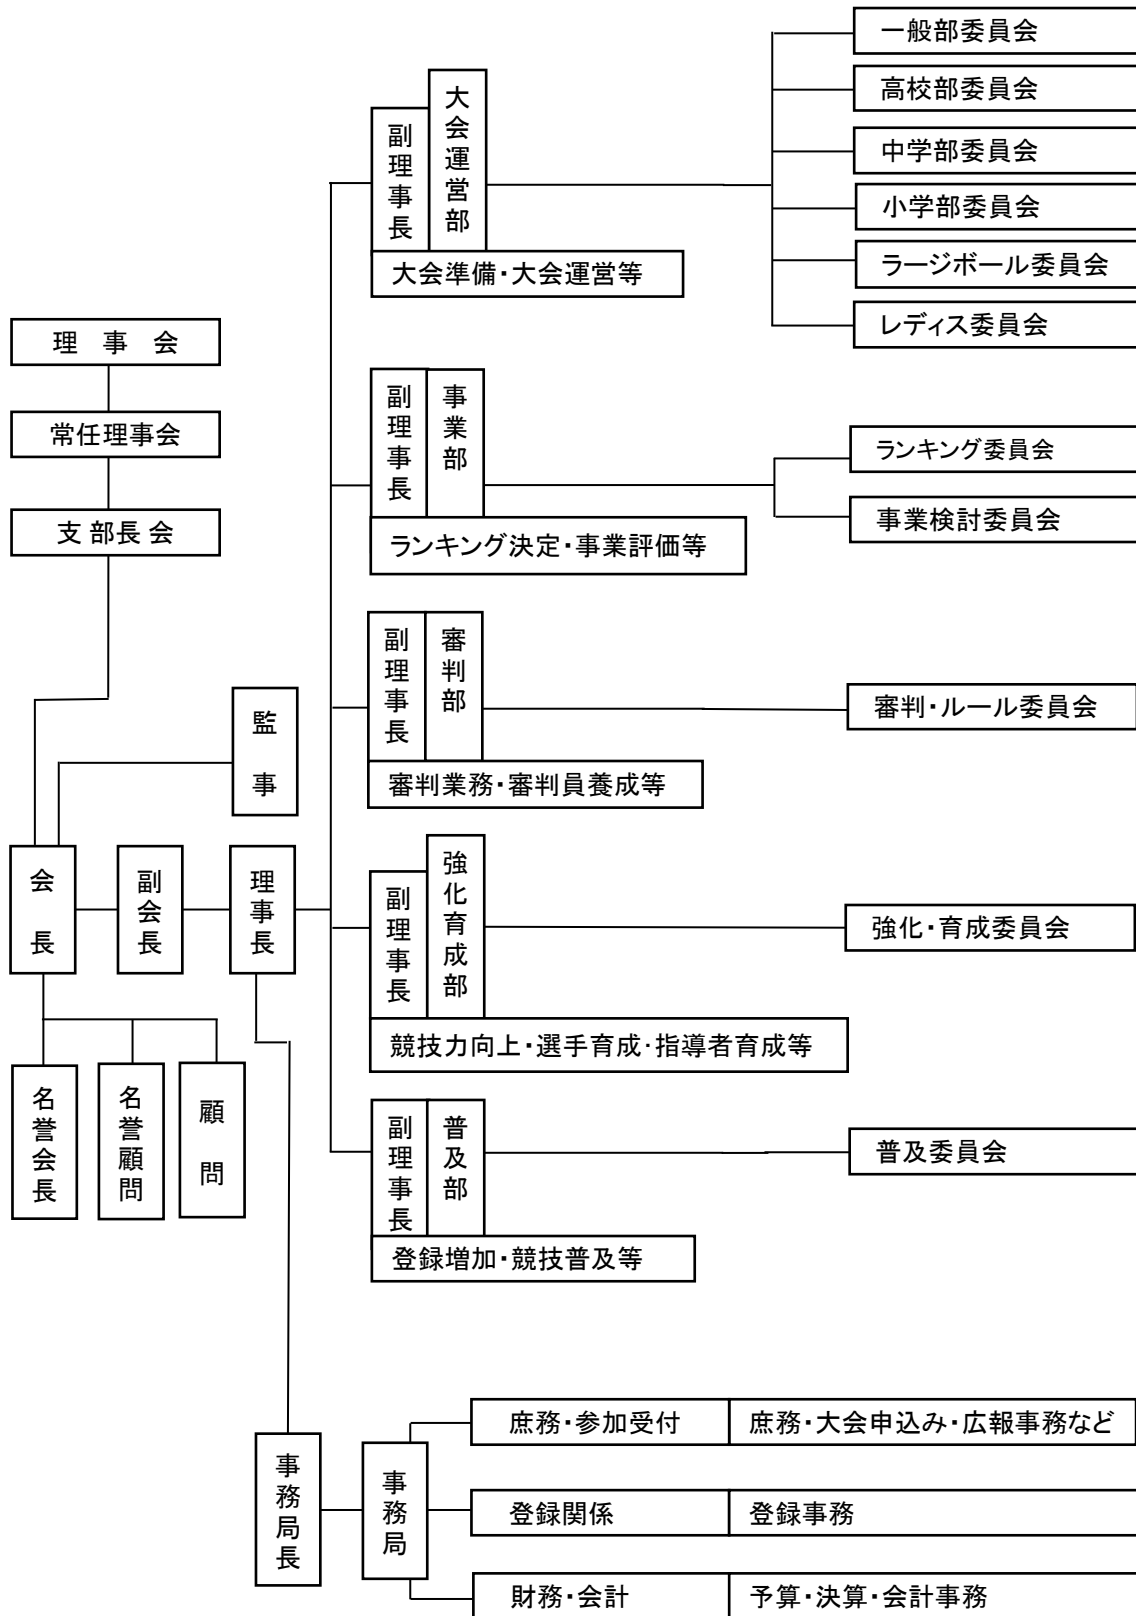 一般部委員会
高校部委員会
中学部委員会
小学部委員会
ラージボール委員会
レディス委員会
副理事長
大会運営部
大会準備・大会運営等
理　事　会
常任理事会
支 部長 会
副理事長
事業部
ランキング決定・事業評価等
ランキング委員会
事業検討委員会
副理事長
審判部
審判業務・審判員養成等
審判・ルール委員会
監　事
会　長
副会長
理事長
副理事長
強化育成部
競技力向上・選手育成・指導者育成等
強化・育成委員会
名誉会長
名誉顧問
顧　問
副理事長
普及部
登録増加・競技普及等
普及委員会
事務局長
事務局
庶務・参加受付
庶務・大会申込み・広報事務など
登録関係
登録事務
財務・会計
予算・決算・会計事務